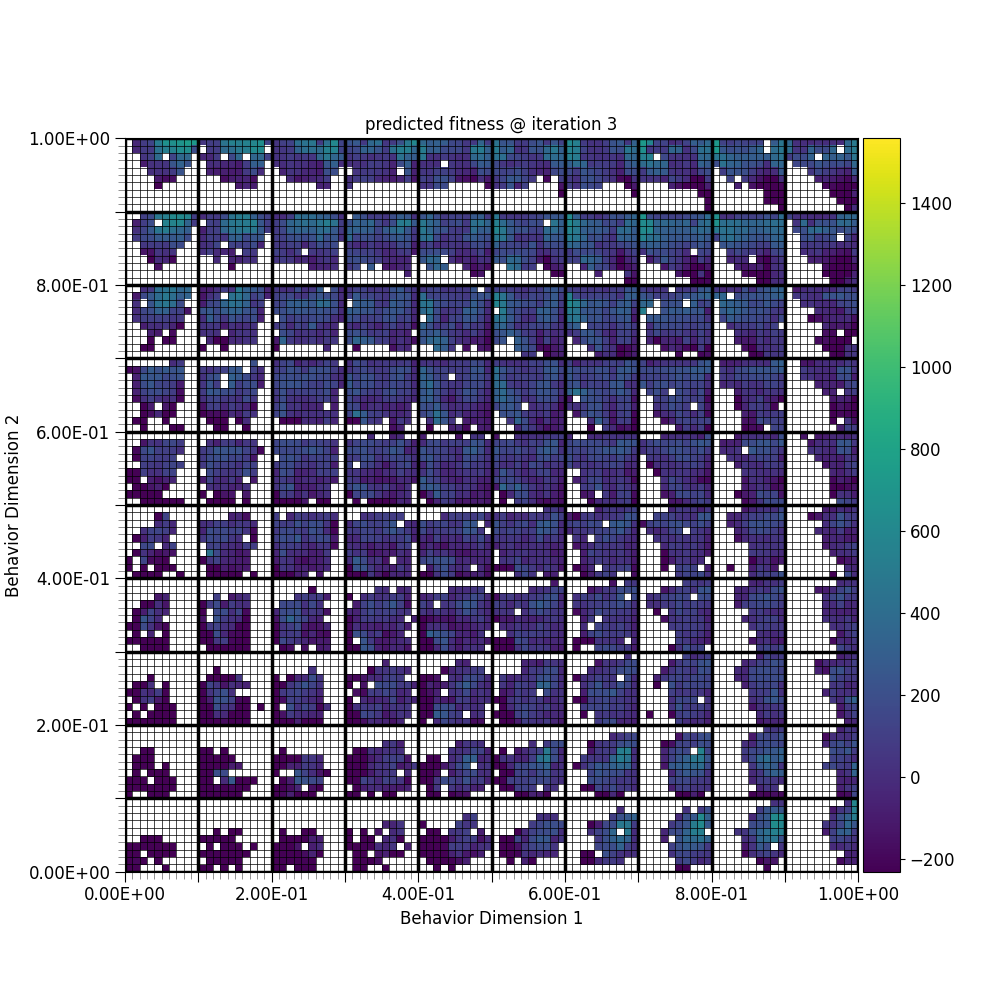 predicted fitness @ iteration 3
1.00E+00
8.00E-01
6.00E-01
4.00E-01
2.00E-01
0.00E+00
Behavior Dimension 2
0.00E+00 2.00E-01 4.00E-01 6.00E-01 8.00E-01 1.00E+00
Behavior Dimension 1
1400
1200
1000
800
600
400
200
0
−200